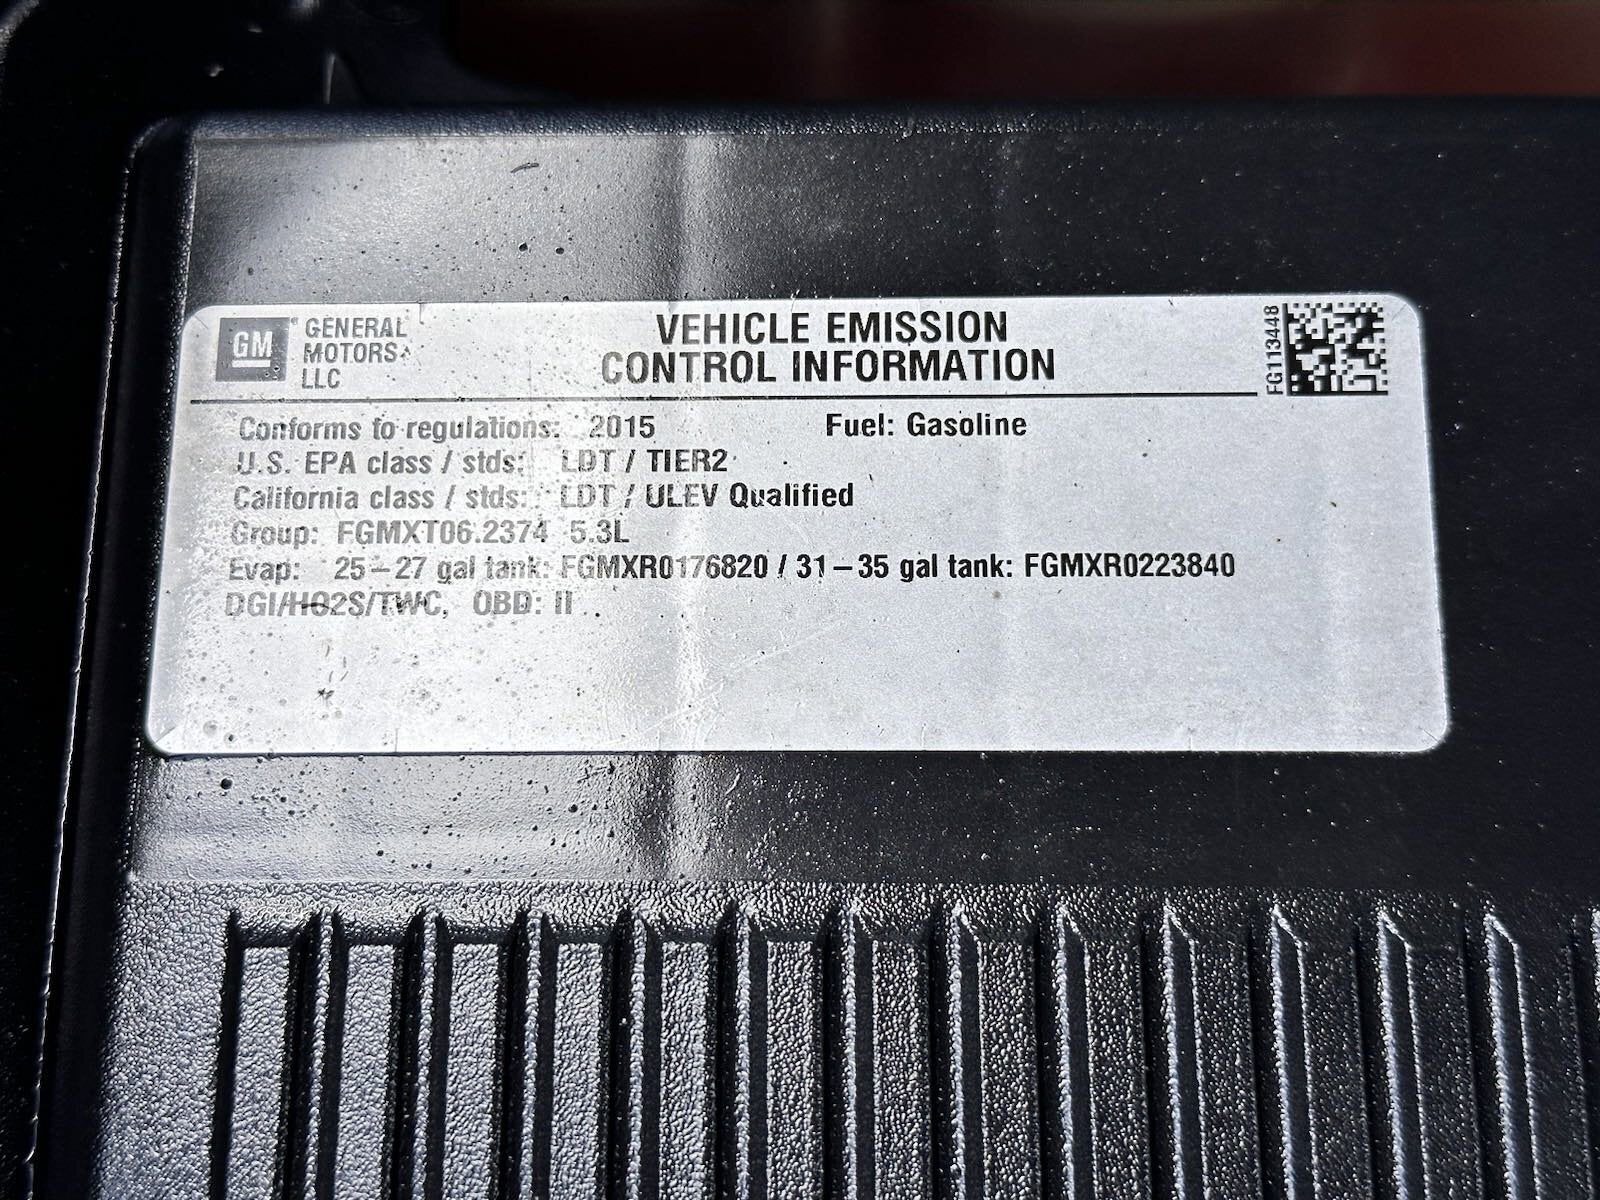 GM
GENERAL
MOTORS
LLC
VEHICLE EMISSION
CONTROL INFORMATION
FG113448
Conforms to regulations: 2015 Fuel: Gasoline
U.S. EPA class / stds: LDT / TIER2
California class / stds: LDT / ULEV Qualified
Group: FGMXT06.2374 5.3L
Evap: 25-27 gal tank: FGMXR0176820 / 31-35 gal tank: FGMXR0223840
DGI/HO2S/TWC, OBD: II